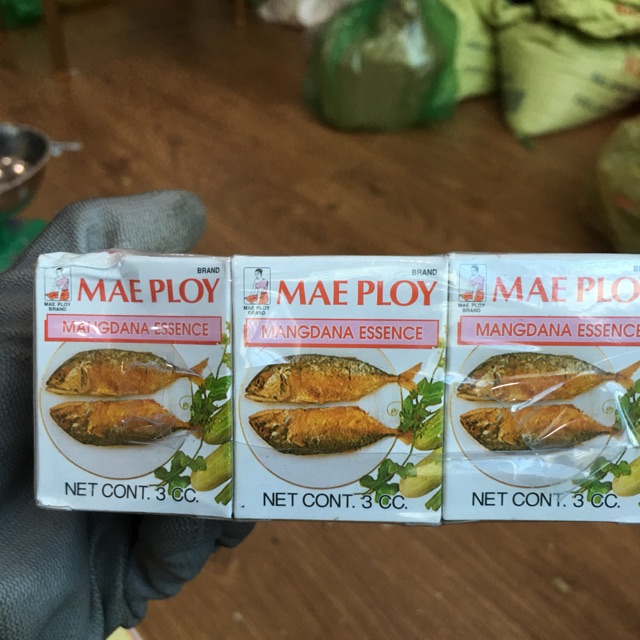 BRAND
MAE PLOY
MAE PLOY
BRAND
MANGDANA ESSENCE
NET CONT. 3 CC.
BRAND
MAE PLOY
MAE PLOY
BRAND
MANGDANA ESSENCE
NET CONT. 3 CC.
MAE PLO
MAE PLOY
BRAND
MANGDANA ESSENCE
NET CONT. 3 CC.